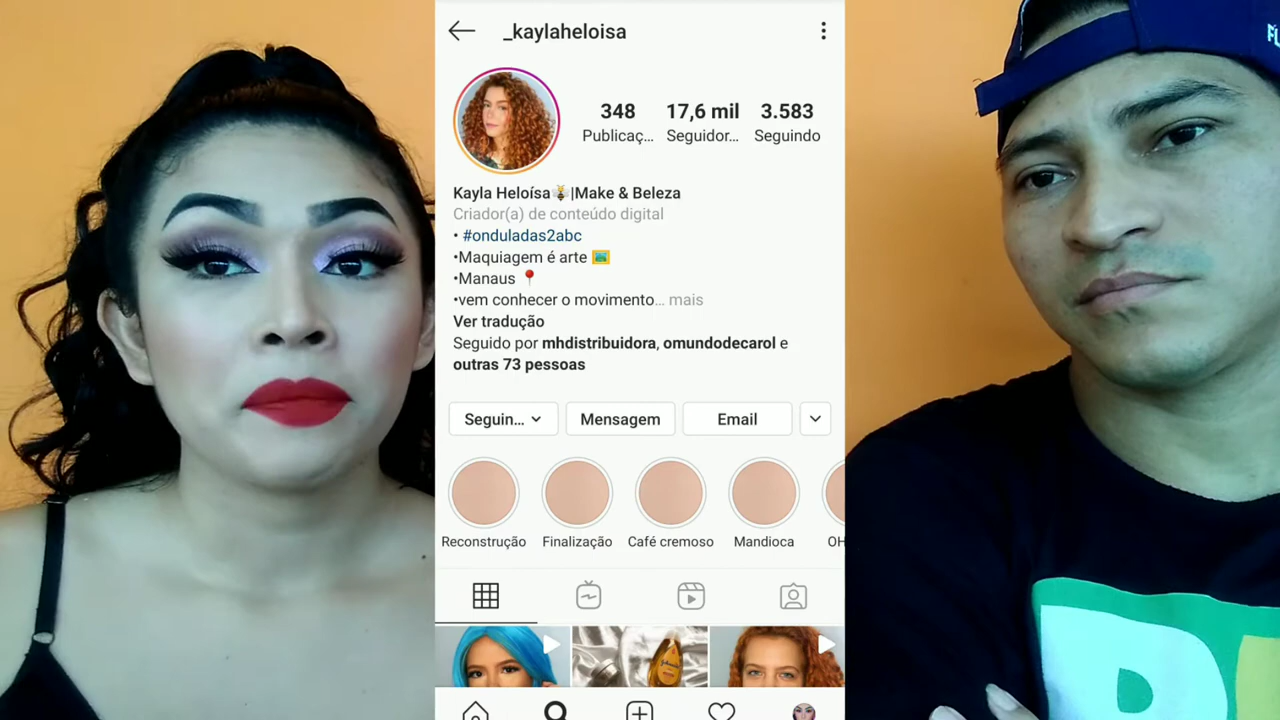 _kaylaheloisa
348
17,6 mil
3.583
Publicaç...
Seguidor...
Seguindo
Kayla Heloísa🐝|Make & Beleza
Criador(a) de conteúdo digital
• #onduladas2abc
•Maquiagem é arte 🖼️
•Manaus 📍
•vem conhecer o movimento... mais
Ver tradução
Seguido por mhdistribuidora, omundodecarol e
outras 73 pessoas
Seguin...
Mensagem
Email
Reconstrução
Finalização
Café cremoso
Mandioca
OH